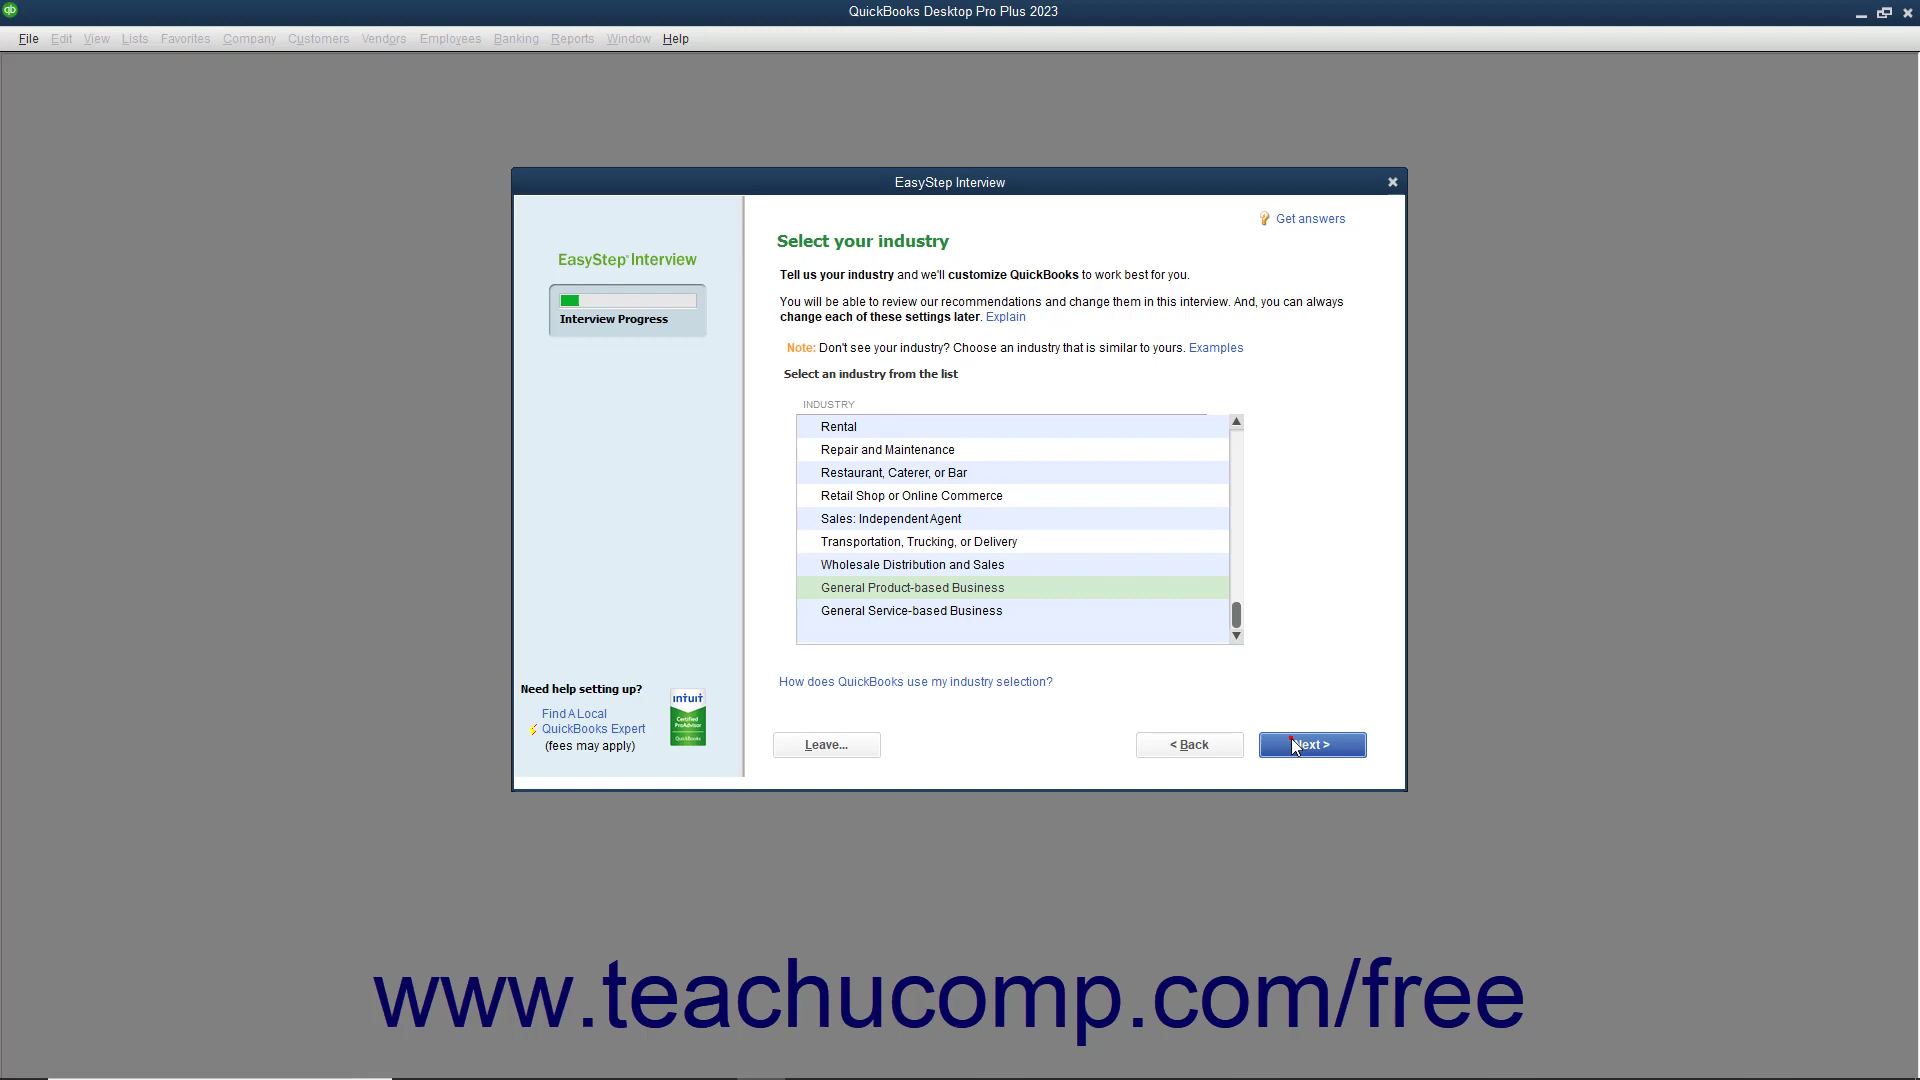 QuickBooks Desktop Pro Plus 2023
File Edit View Lists Favorites Company Customers Vendors Employees Banking Reports Window Help
EasyStep Interview
Get answers
EasyStep Interview
Interview Progress
Select your industry
Tell us your industry and we'll customize QuickBooks to work best for you.
You will be able to review our recommendations and change them in this interview. And, you can always
change each of these settings later. Explain
Note: Don't see your industry? Choose an industry that is similar to yours. Examples
Select an industry from the list
INDUSTRY
Rental
Repair and Maintenance
Restaurant, Caterer, or Bar
Retail Shop or Online Commerce
Sales: Independent Agent
Transportation, Trucking, or Delivery
Wholesale Distribution and Sales
General Product-based Business
General Service-based Business
How does QuickBooks use my industry selection?
Need help setting up?
Find A Local
QuickBooks Expert
(fees may apply)
intuit
Certified
ProAdvisor
QuickBooks
Leave...
< Back
Next >
www.teachucomp.com/free